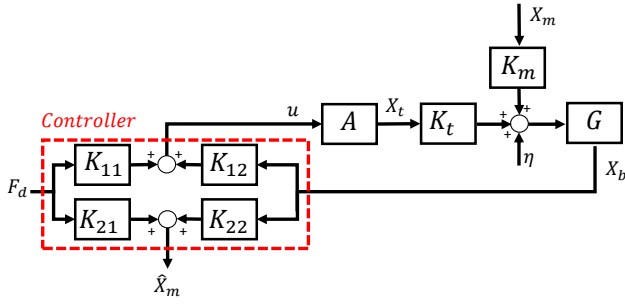 X_m
K_m
Controller
u
A
X_t
K_t
+
+
+
η
G
X_b
F_d
K_11
+
+
K_12
K_21
+
+
K_22
X̂_m